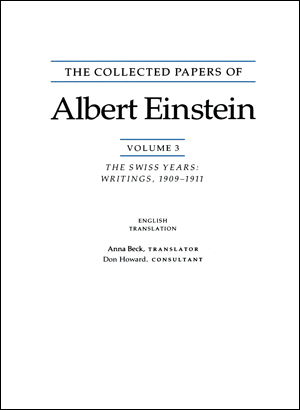 THE COLLECTED PAPERS OF
Albert Einstein
VOLUME 3
THE SWISS YEARS:
WRITINGS, 1909–1911
ENGLISH
TRANSLATION
Anna Beck, TRANSLATOR
Don Howard, CONSULTANT